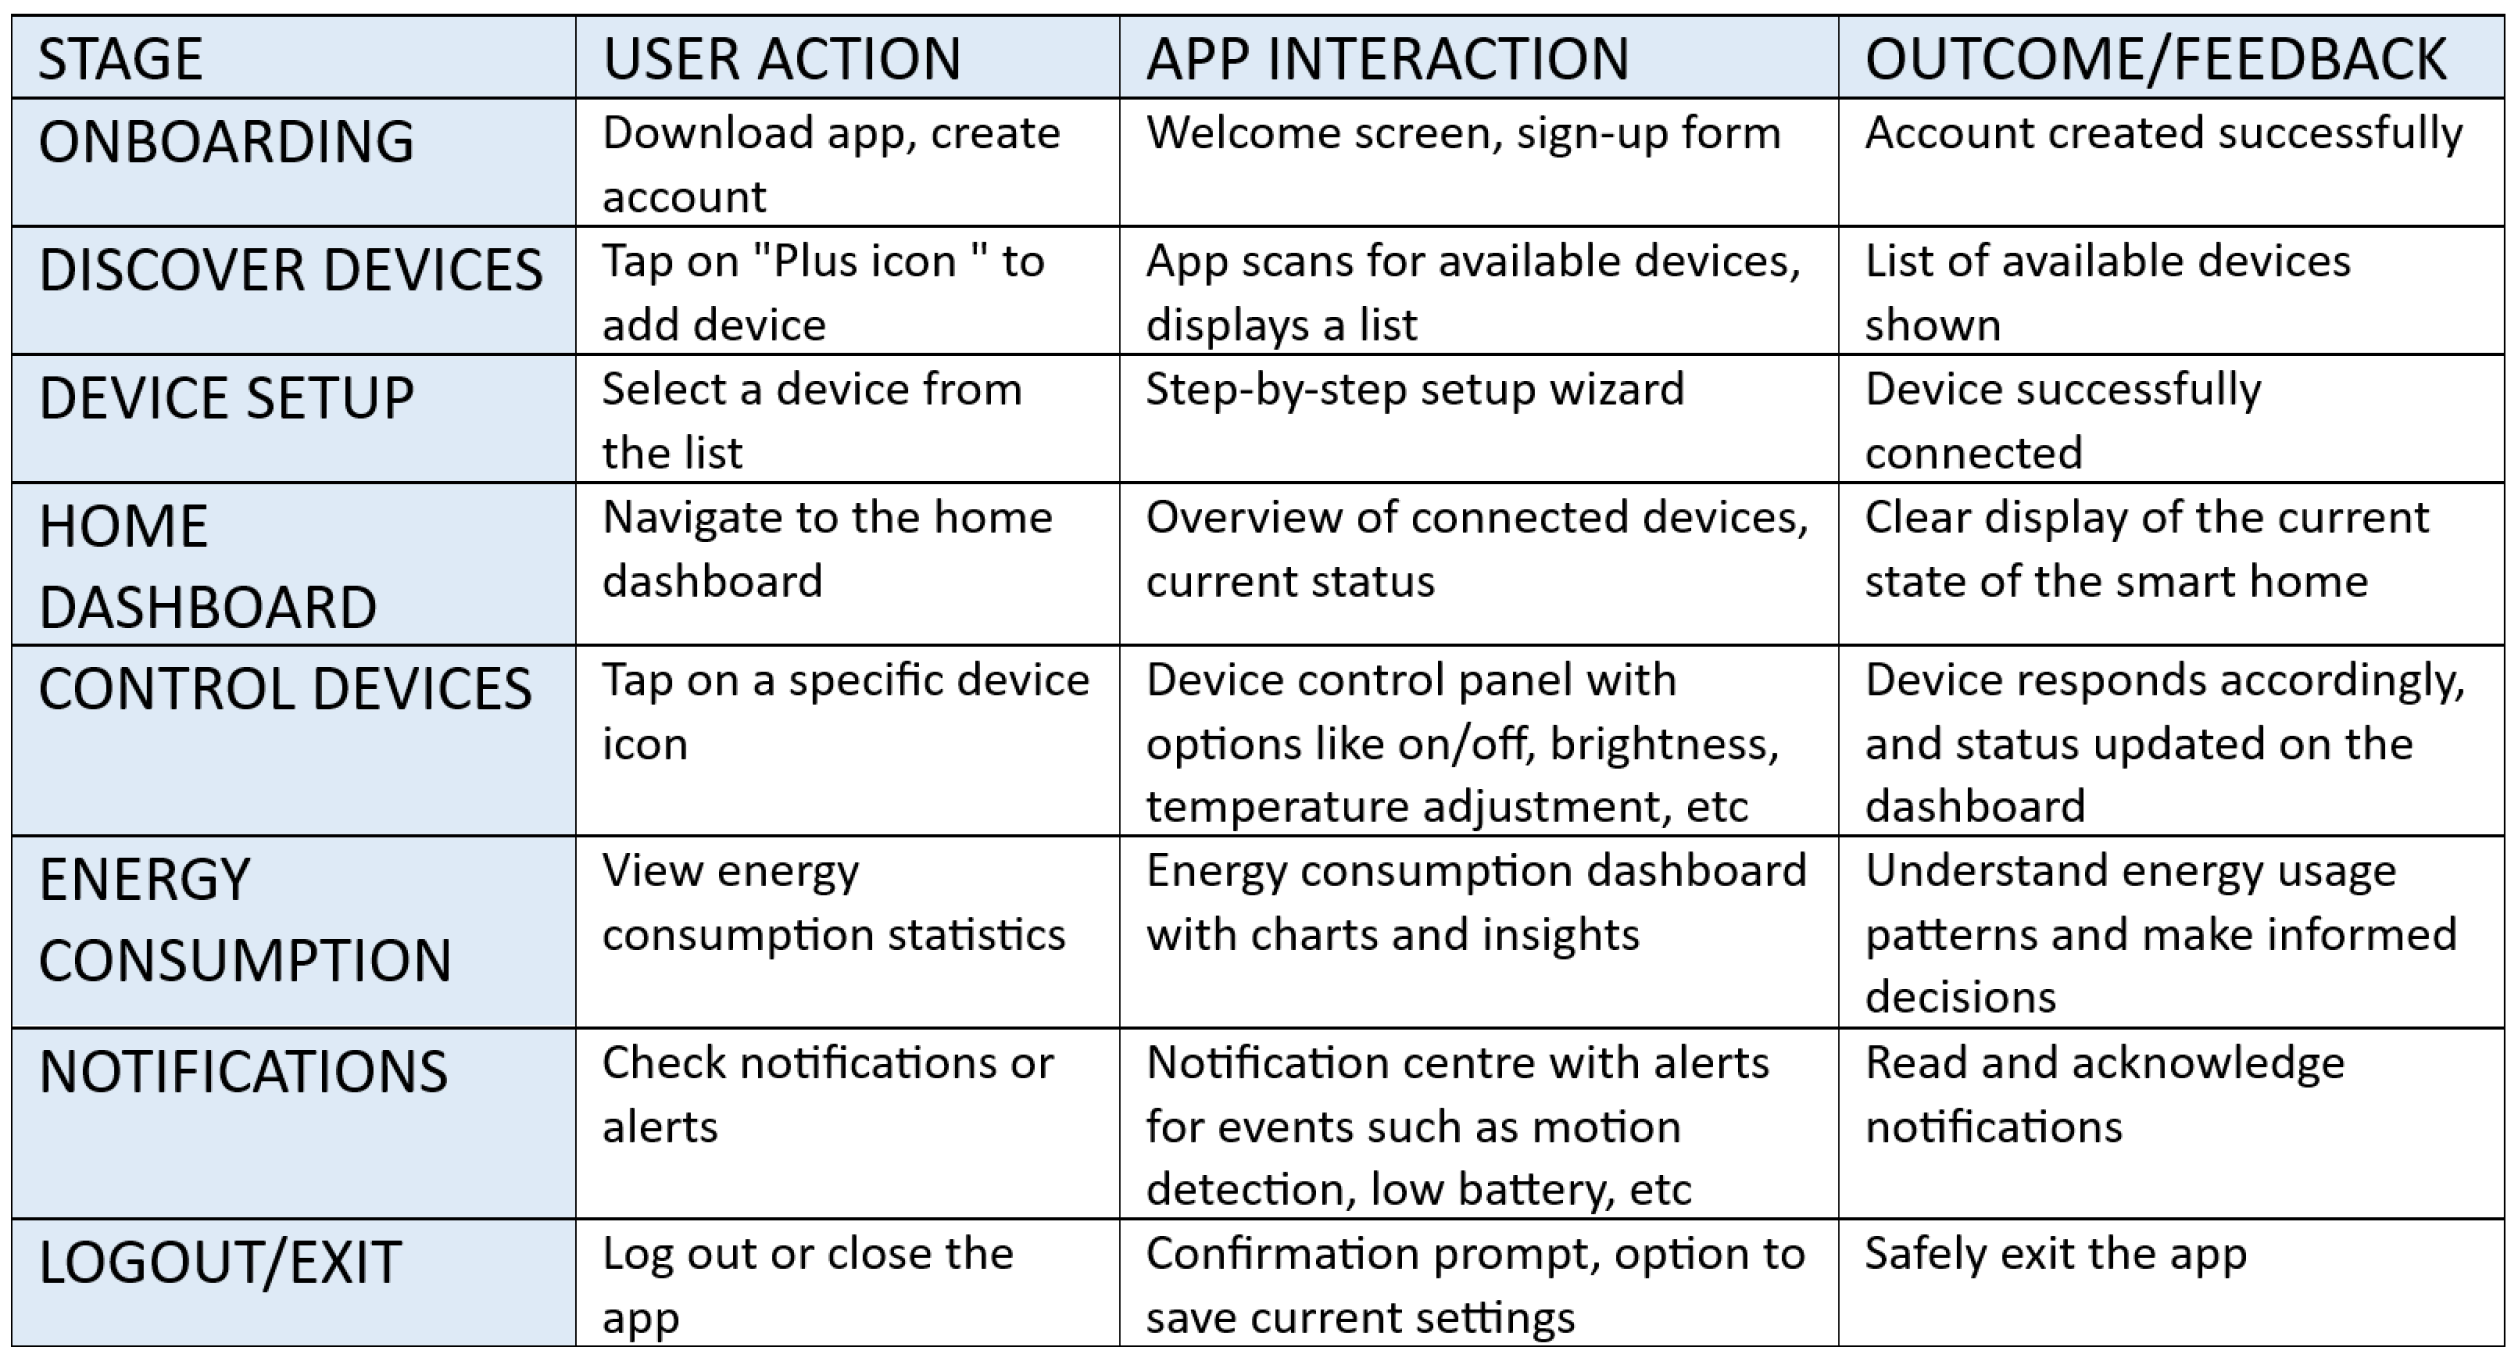 STAGE
USER ACTION
APP INTERACTION
OUTCOME/FEEDBACK
ONBOARDING
Download app, create
account
Welcome screen, sign-up form
Account created successfully
DISCOVER DEVICES
Tap on "Plus icon " to
add device
App scans for available devices,
displays a list
List of available devices
shown
DEVICE SETUP
Select a device from
the list
Step-by-step setup wizard
Device successfully
connected
HOME
DASHBOARD
Navigate to the home
dashboard
Overview of connected devices,
current status
Clear display of the current
state of the smart home
CONTROL DEVICES
Tap on a specific device
icon
Device control panel with
options like on/off, brightness,
temperature adjustment, etc
Device responds accordingly,
and status updated on the
dashboard
ENERGY
CONSUMPTION
View energy
consumption statistics
Energy consumption dashboard
with charts and insights
Understand energy usage
patterns and make informed
decisions
NOTIFICATIONS
Check notifications or
alerts
Notification centre with alerts
for events such as motion
detection, low battery, etc
Read and acknowledge
notifications
LOGOUT/EXIT
Log out or close the
app
Confirmation prompt, option to
save current settings
Safely exit the app